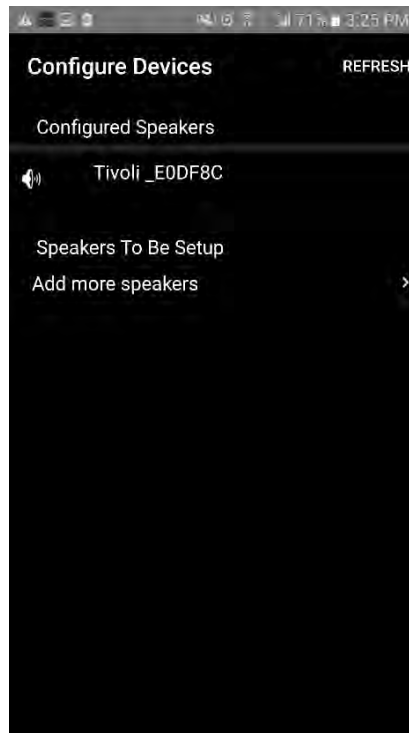 71% 3:25 PM
Configure Devices REFRESH
Configured Speakers
Tivoli _E0DF8C
Speakers To Be Setup
Add more speakers >